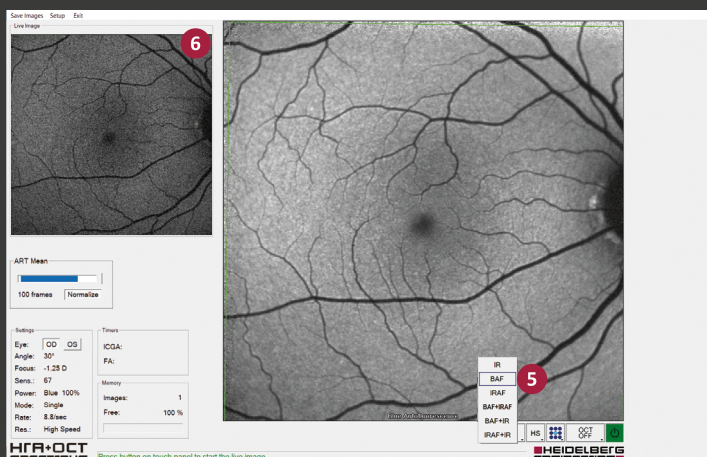 Save Images Setup Exit
Live Image
6
ART Mean
100 frames Normalize
Settings
Eye: OD OS
Angle: 30°
Focus: -1.25 D
Sens.: 67
Power: Blue 100%
Mode: Single
Rate: 8.8/sec
Res.: High Speed
Timers
ICGA:
FA:
Memory
Images: 1
Free: 100 %
IR
BAF
IRAF
BAF+IRAF
BAF+IR
IRAF+IR
5
Blue Autofluorescence
HS
OCT
OFF
HRA+OCT
Press button on touch panel to start the live image
HEIDELBERG